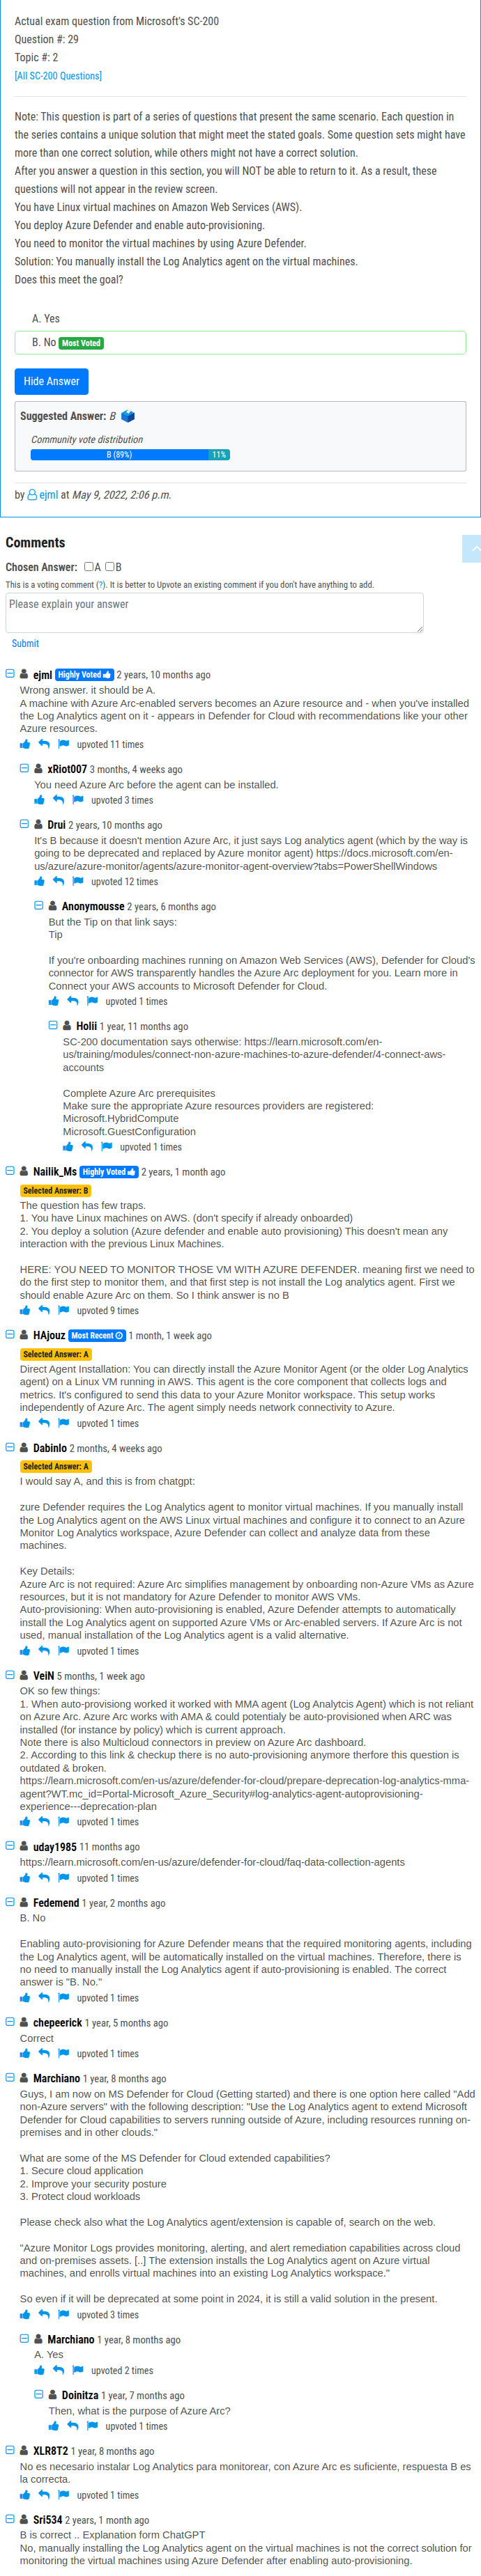 Actual exam question from Microsoft's SC-200
Question #: 29
Topic #: 2
[All SC-200 Questions]
Note: This question is part of a series of questions that present the same scenario. Each question in
the series contains a unique solution that might meet the stated goals. Some question sets might have
more than one correct solution, while others might not have a correct solution.
After you answer a question in this section, you will NOT be able to return to it. As a result, these
questions will not appear in the review screen.
You have Linux virtual machines on Amazon Web Services (AWS).
You deploy Azure Defender and enable auto-provisioning.
You need to monitor the virtual machines by using Azure Defender.
Solution: You manually install the Log Analytics agent on the virtual machines.
Does this meet the goal?
A. Yes
B. No Most Voted
Hide Answer
Suggested Answer: B
Community vote distribution
B (89%) 11%
by ejml at May 9, 2022, 2:06 p.m.
Comments
Chosen Answer: A B
This is a voting comment (?). It is better to Upvote an existing comment if you don't have anything to add.
Please explain your answer
Submit
ejml Highly Voted 2 years, 10 months ago
Wrong answer. it should be A.
A machine with Azure Arc-enabled servers becomes an Azure resource and - when you've installed
the Log Analytics agent on it - appears in Defender for Cloud with recommendations like your other
Azure resources.
upvoted 11 times
xRiot007 3 months, 4 weeks ago
You need Azure Arc before the agent can be installed.
upvoted 3 times
Drui 2 years, 10 months ago
It's B because it doesn't mention Azure Arc, it just says Log analytics agent (which by the way is
going to be deprecated and replaced by Azure monitor agent) https://docs.microsoft.com/en-
us/azure/azure-monitor/agents/azure-monitor-agent-overview?tabs=PowerShellWindows
upvoted 12 times
Anonymousse 2 years, 6 months ago
But the Tip on that link says:
Tip
If you're onboarding machines running on Amazon Web Services (AWS), Defender for Cloud's
connector for AWS transparently handles the Azure Arc deployment for you. Learn more in
Connect your AWS accounts to Microsoft Defender for Cloud.
upvoted 1 times
Holii 1 year, 11 months ago
SC-200 documentation says otherwise: https://learn.microsoft.com/en-
us/training/modules/connect-non-azure-machines-to-azure-defender/4-connect-aws-
accounts
Complete Azure Arc prerequisites
Make sure the appropriate Azure resources providers are registered:
Microsoft.HybridCompute
Microsoft.GuestConfiguration
upvoted 1 times
Nailik_Ms Highly Voted 2 years, 1 month ago
Selected Answer: B
The question has few traps.
1. You have Linux machines on AWS. (don't specify if already onboarded)
2. You deploy a solution (Azure defender and enable auto provisioning) This doesn't mean any
interaction with the previous Linux Machines.
HERE: YOU NEED TO MONITOR THOSE VM WITH AZURE DEFENDER. meaning first we need to
do the first step to monitor them, and that first step is not install the Log analytics agent. First we
should enable Azure Arc on them. So I think answer is no B
upvoted 9 times
HAjouz Most Recent 1 month, 1 week ago
Selected Answer: A
Direct Agent Installation: You can directly install the Azure Monitor Agent (or the older Log Analytics
agent) on a Linux VM running in AWS. This agent is the core component that collects logs and
metrics. It's configured to send this data to your Azure Monitor workspace. This setup works
independently of Azure Arc. The agent simply needs network connectivity to Azure.
upvoted 1 times
Dabinlo 2 months, 4 weeks ago
Selected Answer: A
I would say A, and this is from chatgpt:
zure Defender requires the Log Analytics agent to monitor virtual machines. If you manually install
the Log Analytics agent on the AWS Linux virtual machines and configure it to connect to an Azure
Monitor Log Analytics workspace, Azure Defender can collect and analyze data from these
machines.
Key Details:
Azure Arc is not required: Azure Arc simplifies management by onboarding non-Azure VMs as Azure
resources, but it is not mandatory for Azure Defender to monitor AWS VMs.
Auto-provisioning: When auto-provisioning is enabled, Azure Defender attempts to automatically
install the Log Analytics agent on supported Azure VMs or Arc-enabled servers. If Azure Arc is not
used, manual installation of the Log Analytics agent is a valid alternative.
upvoted 1 times
VeiN 5 months, 1 week ago
OK so few things:
1. When auto-provising worked it worked with MMA agent (Log Analytcis Agent) which is not reliant
on Azure Arc. Azure Arc works with AMA & could potentialy be auto-provisioned when ARC was
installed (for instance by policy) which is current approach.
Note there is also Multicloud connectors in preview on Azure Arc dashboard.
2. According to this link & checkup there is no auto-provisioning anymore therfore this question is
outdated & broken.
https://learn.microsoft.com/en-us/azure/defender-for-cloud/prepare-deprecation-log-analytics-mma-
agent?WT.mc_id=Portal-Microsoft_Azure_Security#log-analytics-agent-autoprovisioning-
experience---deprecation-plan
upvoted 1 times
uday1985 11 months ago
https://learn.microsoft.com/en-us/azure/defender-for-cloud/faq-data-collection-agents
upvoted 1 times
Fedemend 1 year, 2 months ago
B. No
Enabling auto-provisioning for Azure Defender means that the required monitoring agents, including
the Log Analytics agent, will be automatically installed on the virtual machines. Therefore, there is
no need to manually install the Log Analytics agent if auto-provisioning is enabled. The correct
answer is "B. No."
upvoted 1 times
chepeerick 1 year, 5 months ago
Correct
upvoted 1 times
Marchiano 1 year, 8 months ago
Guys, I am now on MS Defender for Cloud (Getting started) and there is one option here called "Add
non-Azure servers" with the following description: "Use the Log Analytics agent to extend Microsoft
Defender for Cloud capabilities to servers running outside of Azure, including resources running on-
premises and in other clouds."
What are some of the MS Defender for Cloud extended capabilities?
1. Secure cloud application
2. Improve your security posture
3. Protect cloud workloads
Please check also what the Log Analytics agent/extension is capable of, search on the web.
"Azure Monitor Logs provides monitoring, alerting, and alert remediation capabilities across cloud
and on-premises assets. [..] The extension installs the Log Analytics agent on Azure virtual
machines, and enrolls virtual machines into an existing Log Analytics workspace."
So even if it will be deprecated at some point in 2024, it is still a valid solution in the present.
upvoted 3 times
Marchiano 1 year, 8 months ago
A. Yes
upvoted 2 times
Doinitza 1 year, 7 months ago
Then, what is the purpose of Azure Arc?
upvoted 1 times
XLR8T2 1 year, 8 months ago
No es necesario instalar Log Analytics para monitorear, con Azure Arc es suficiente, respuesta B es
la correcta.
upvoted 1 times
Sri534 2 years, 1 month ago
B is correct .. Explanation form ChatGPT
No, manually installing the Log Analytics agent on the virtual machines is not the correct solution for
monitoring the virtual machines using Azure Defender after enabling auto-provisioning.